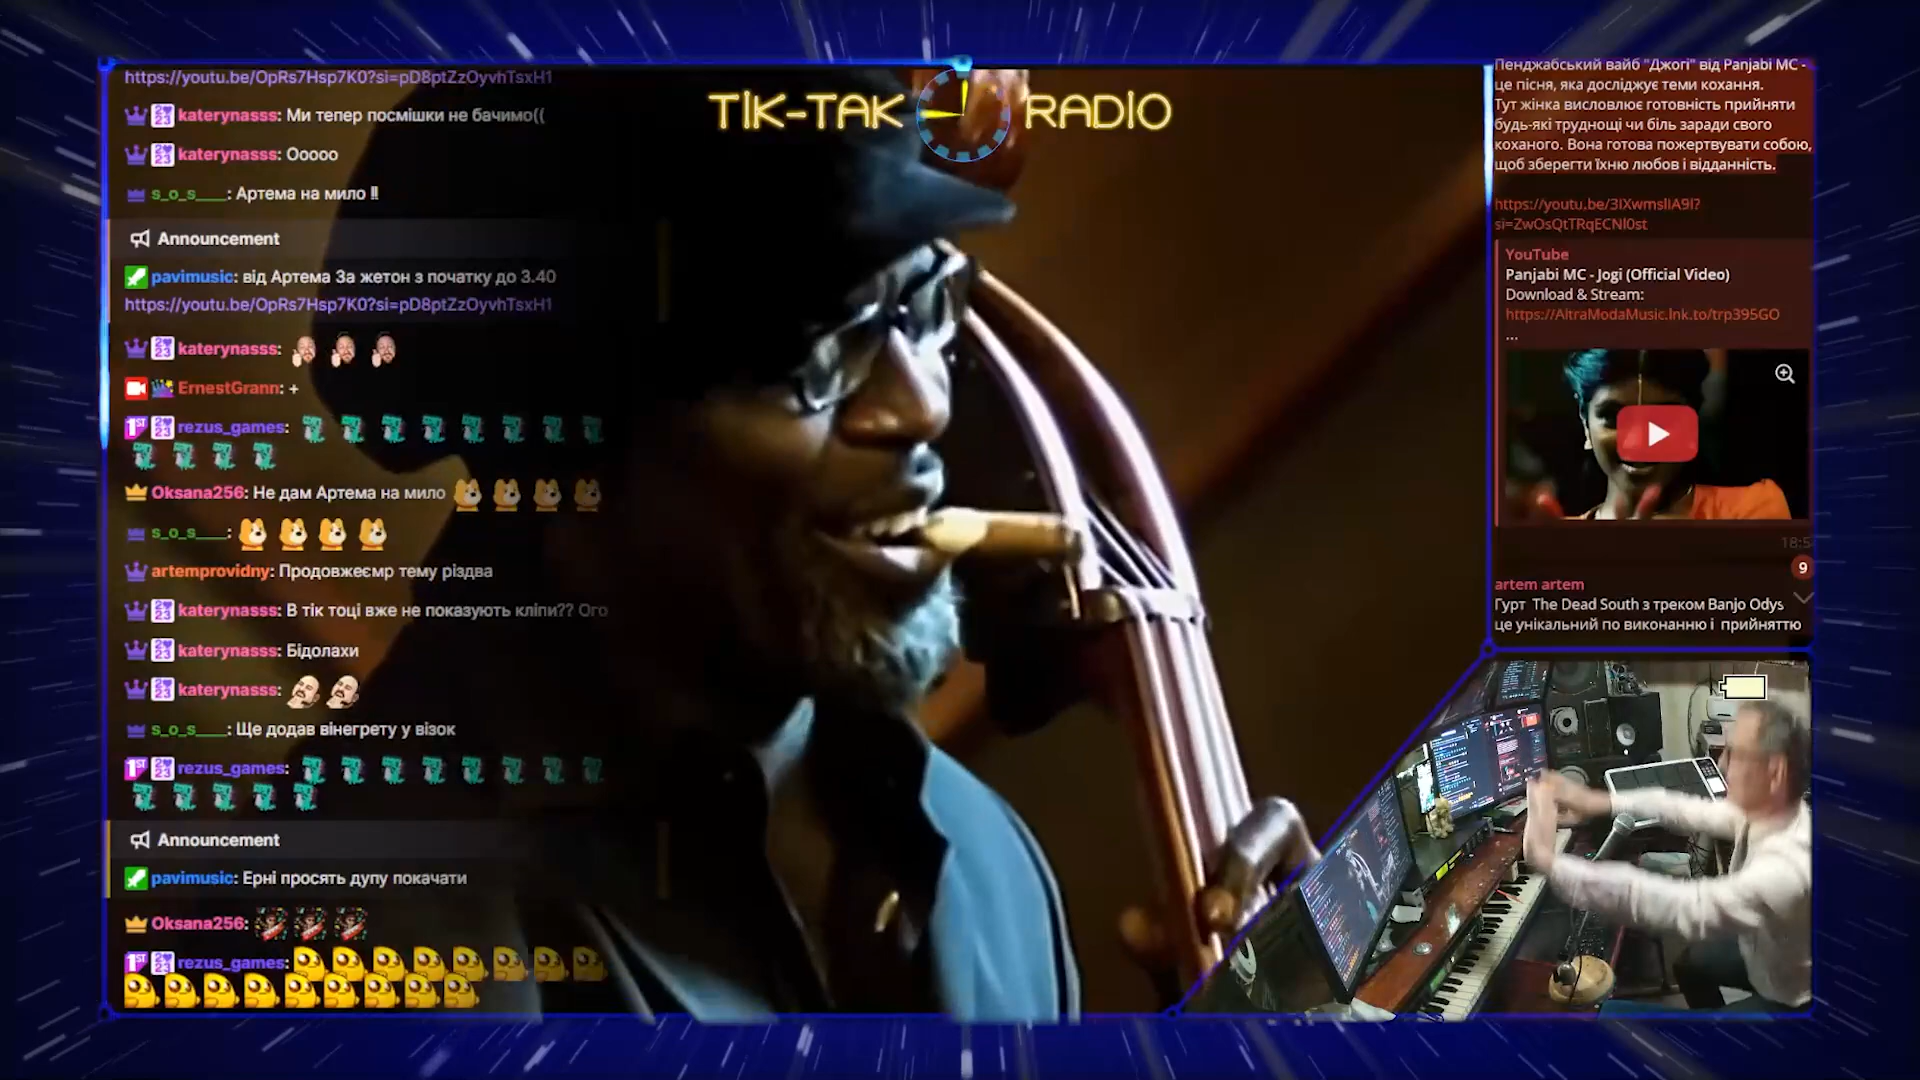 https://youtu.be/OpRs7Hsp7K0?si=pD8ptZzOyvhTsxH1
katerynasss: Ми тепер посмішки не бачимо((
katerynasss: Ооооо
s_o_s____: Артема на мило !!
Announcement
pavimusic: від Артема За жетон з початку до 3.40
https://youtu.be/OpRs7Hsp7K0?si=pD8ptZzOyvhTsxH1
katerynasss:
ErnestGrann: +
rezus_games:
Oksana256: Не дам Артема на мило
s_o_s____:
artemprovidny: Продовжеємр тему різдва
katerynasss: В тік тоці вже не показують кліпи?? Ого
katerynasss: Бідолахи
katerynasss:
s_o_s____: Ще додав вінегрету у візок
rezus_games:
Announcement
pavimusic: Ерні просять дупу покачати
Oksana256:
rezus_games:
TIK-TAK RADIO
Пенджабський вайб "Джогі" від Panjabi MC -
це пісня, яка досліджує теми кохання.
Тут жінка висловлює готовність прийняти
будь-які труднощі чи біль заради свого
коханого. Вона готова пожертвувати собою,
щоб зберегти їхню любов і відданність.
https://youtu.be/3IXwmslIA9I?
si=ZwOsQtTRqECNl0st
YouTube
Panjabi MC - Jogi (Official Video)
Download & Stream:
https://AltraModaMusic.lnk.to/trp395GO
...
18:5
9
artem artem
Гурт The Dead South з треком Banjo Odys
це унікальний по виконанню і прийняттю